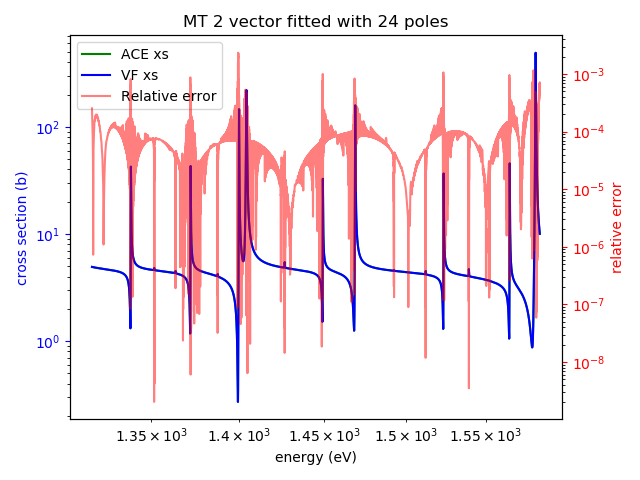 MT 2 vector fitted with 24 poles
ACE xs
VF xs
Relative error
cross section (b)
10²
10¹
10⁰
10⁻³
10⁻⁴
10⁻⁵
10⁻⁶
10⁻⁷
10⁻⁸
relative error
1.35×10³ 1.4×10³ 1.45×10³ 1.5×10³ 1.55×10³
energy (eV)